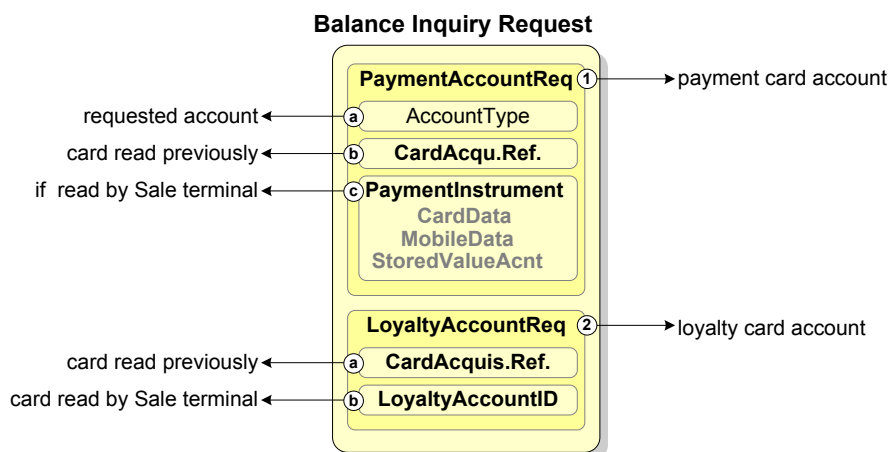 Balance Inquiry Request
PaymentAccountReq 1 payment card account
requested account a AccountType
card read previously b CardAcqu.Ref.
if read by Sale terminal c PaymentInstrument
CardData
MobileData
StoredValueAcnt
LoyaltyAccountReq 2 loyalty card account
card read previously a CardAcquis.Ref.
card read by Sale terminal b LoyaltyAccountID